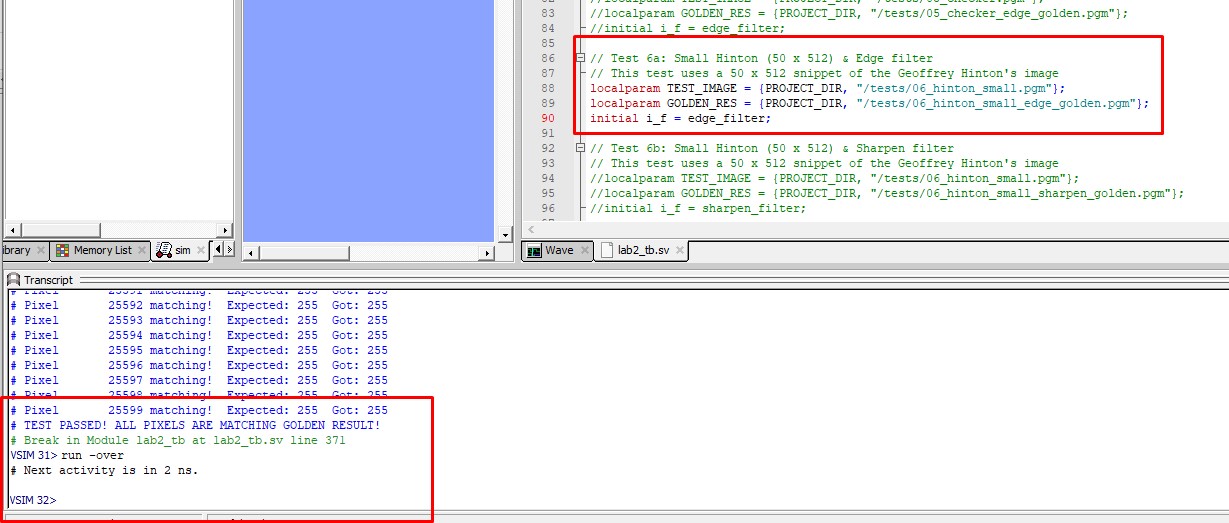 82 //localparam TEST_IMAGE = {PROJECT_DIR, "/tests/05_checker.pgm"};
83 //localparam GOLDEN_RES = {PROJECT_DIR, "/tests/05_checker_edge_golden.pgm"};
84 //initial i_f = edge_filter;
85
86 // Test 6a: Small Hinton (50 x 512) & Edge filter
87 // This test uses a 50 x 512 snippet of the Geoffrey Hinton's image
88 localparam TEST_IMAGE = {PROJECT_DIR, "/tests/06_hinton_small.pgm"};
89 localparam GOLDEN_RES = {PROJECT_DIR, "/tests/06_hinton_small_edge_golden.pgm"};
90 initial i_f = edge_filter;
91
92 // Test 6b: Small Hinton (50 x 512) & Sharpen filter
93 // This test uses a 50 x 512 snippet of the Geoffrey Hinton's image
94 //localparam TEST_IMAGE = {PROJECT_DIR, "/tests/06_hinton_small.pgm"};
95 //localparam GOLDEN_RES = {PROJECT_DIR, "/tests/06_hinton_small_sharpen_golden.pgm"};
96 //initial i_f = sharpen_filter;
ibrary Memory List sim
Wave lab2_tb.sv
Transcript
# Pixel 25591 matching! Expected: 255 Got: 255
# Pixel 25592 matching! Expected: 255 Got: 255
# Pixel 25593 matching! Expected: 255 Got: 255
# Pixel 25594 matching! Expected: 255 Got: 255
# Pixel 25595 matching! Expected: 255 Got: 255
# Pixel 25596 matching! Expected: 255 Got: 255
# Pixel 25597 matching! Expected: 255 Got: 255
# Pixel 25598 matching! Expected: 255 Got: 255
# Pixel 25599 matching! Expected: 255 Got: 255
# TEST PASSED! ALL PIXELS ARE MATCHING GOLDEN RESULT!
# Break in Module lab2_tb at lab2_tb.sv line 371
VSIM 31> run -over
# Next activity is in 2 ns.
VSIM 32>